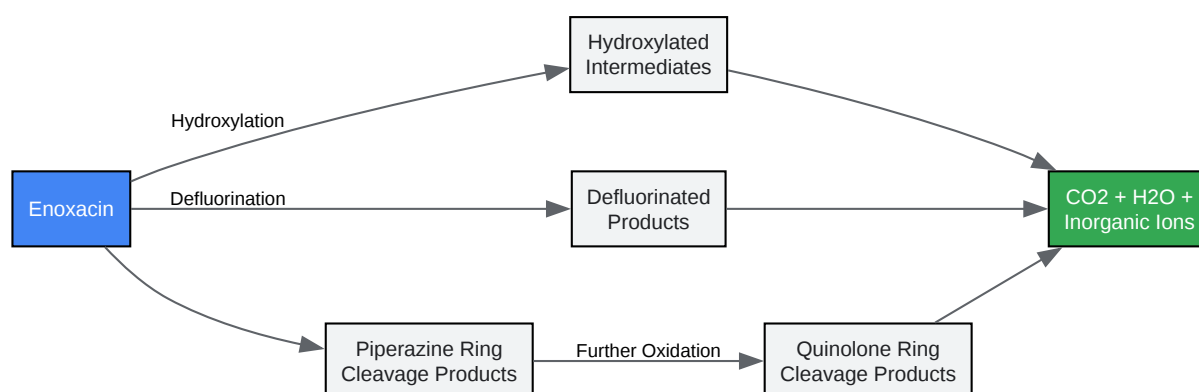 Hydroxylated
Intermediates
Hydroxylation
Enoxacin
Defluorination
Defluorinated
Products
CO2 + H2O +
Inorganic Ions
Piperazine Ring
Cleavage Products
Further Oxidation
Quinolone Ring
Cleavage Products